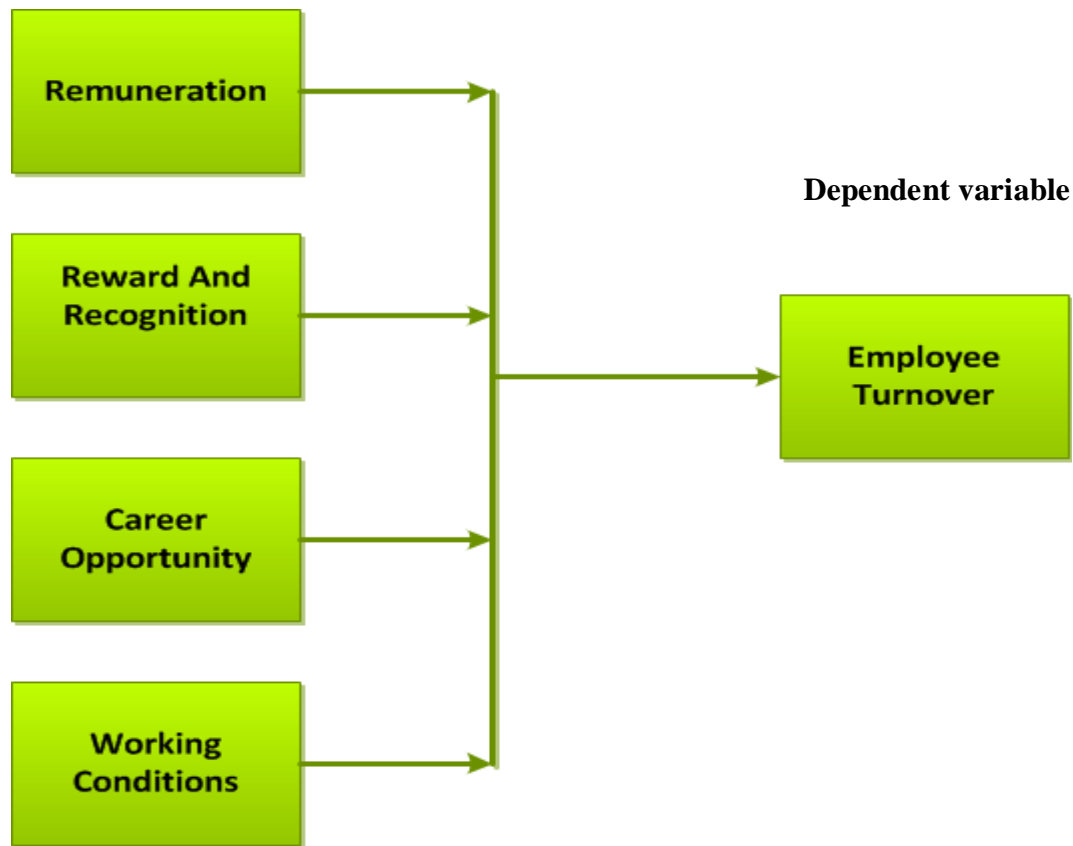 Remuneration
Dependent variable
Reward And
Recognition
Employee
Turnover
Career
Opportunity
Working
Conditions